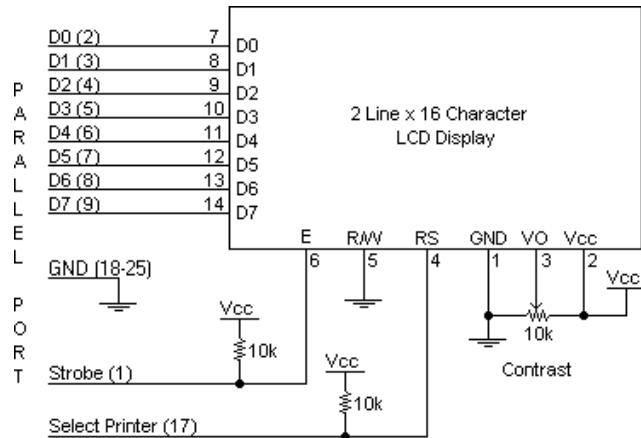 D0 (2) 7 D0
D1 (3) 8 D1
D2 (4) 9 D2
D3 (5) 10 D3
D4 (6) 11 D4
D5 (7) 12 D5
D6 (8) 13 D6
D7 (9) 14 D7
PARALLEL PORT
2 Line x 16 Character
LCD Display
E R/W RS GND VO Vcc
6 5 4 1 3 2
GND (18-25)
Vcc
10k
Vcc
10k
Vcc
10k
Contrast
Strobe (1)
Select Printer (17)